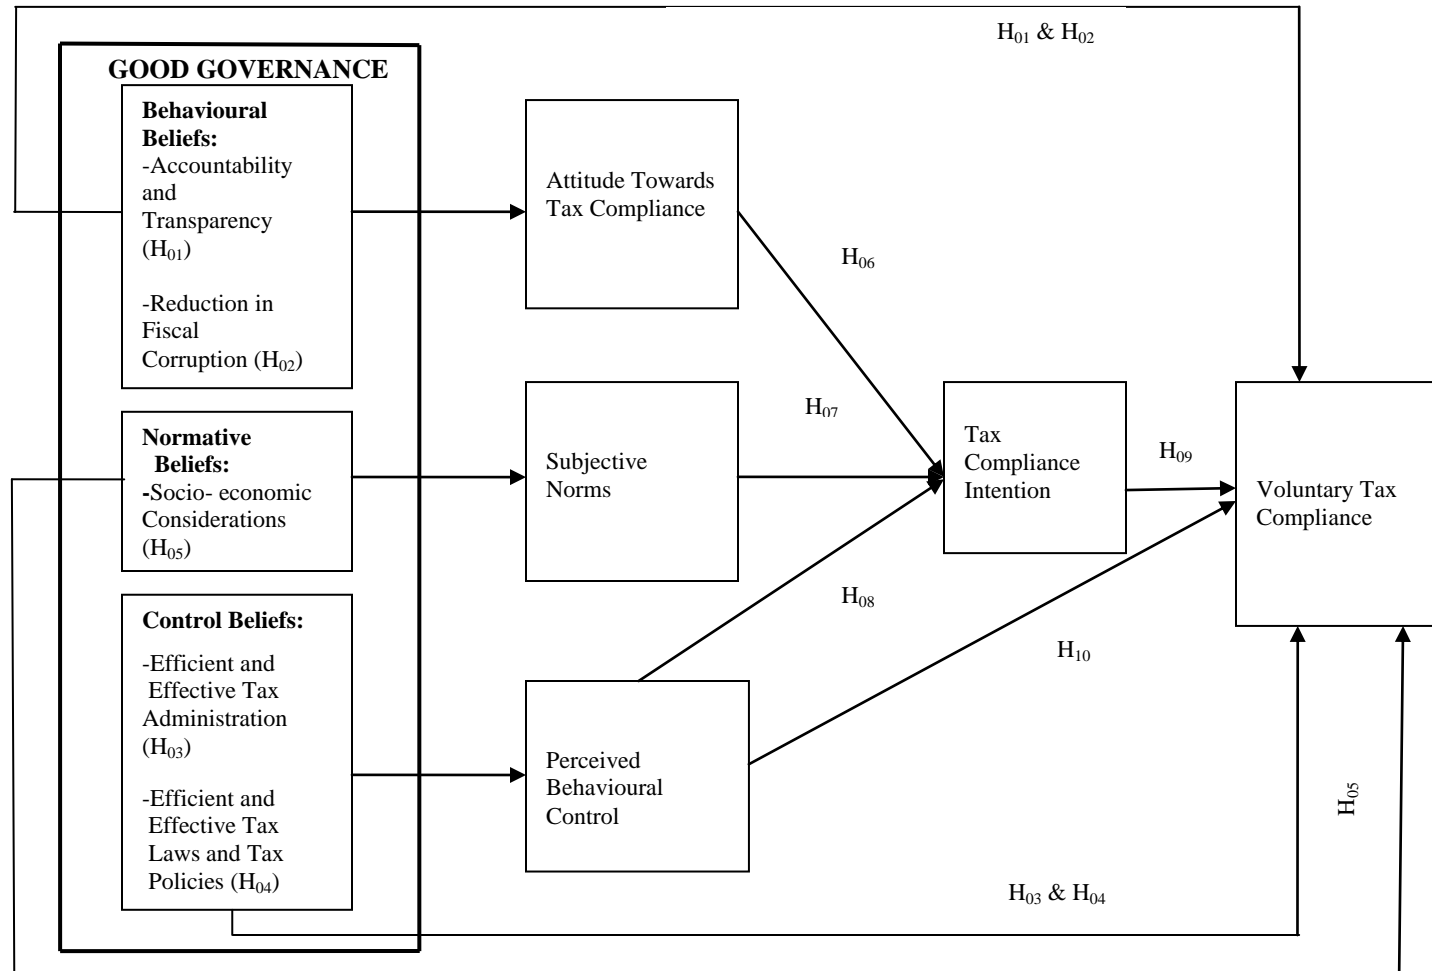 H₀₁ & H₀₂
GOOD GOVERNANCE
Behavioural
Beliefs:
-Accountability
and
Transparency
(H₀₁)
-Reduction in
Fiscal
Corruption (H₀₂)
Attitude Towards
Tax Compliance
H₀₆
Normative
Beliefs:
-Socio- economic
Considerations
(H₀₅)
Subjective
Norms
H₀₇
Tax
Compliance
Intention
H₀₉
Voluntary Tax
Compliance
Control Beliefs:
-Efficient and
Effective Tax
Administration
(H₀₃)
-Efficient and
Effective Tax
Laws and Tax
Policies (H₀₄)
Perceived
Behavioural
Control
H₀₈
H₁₀
H₀₅
H₀₃ & H₀₄